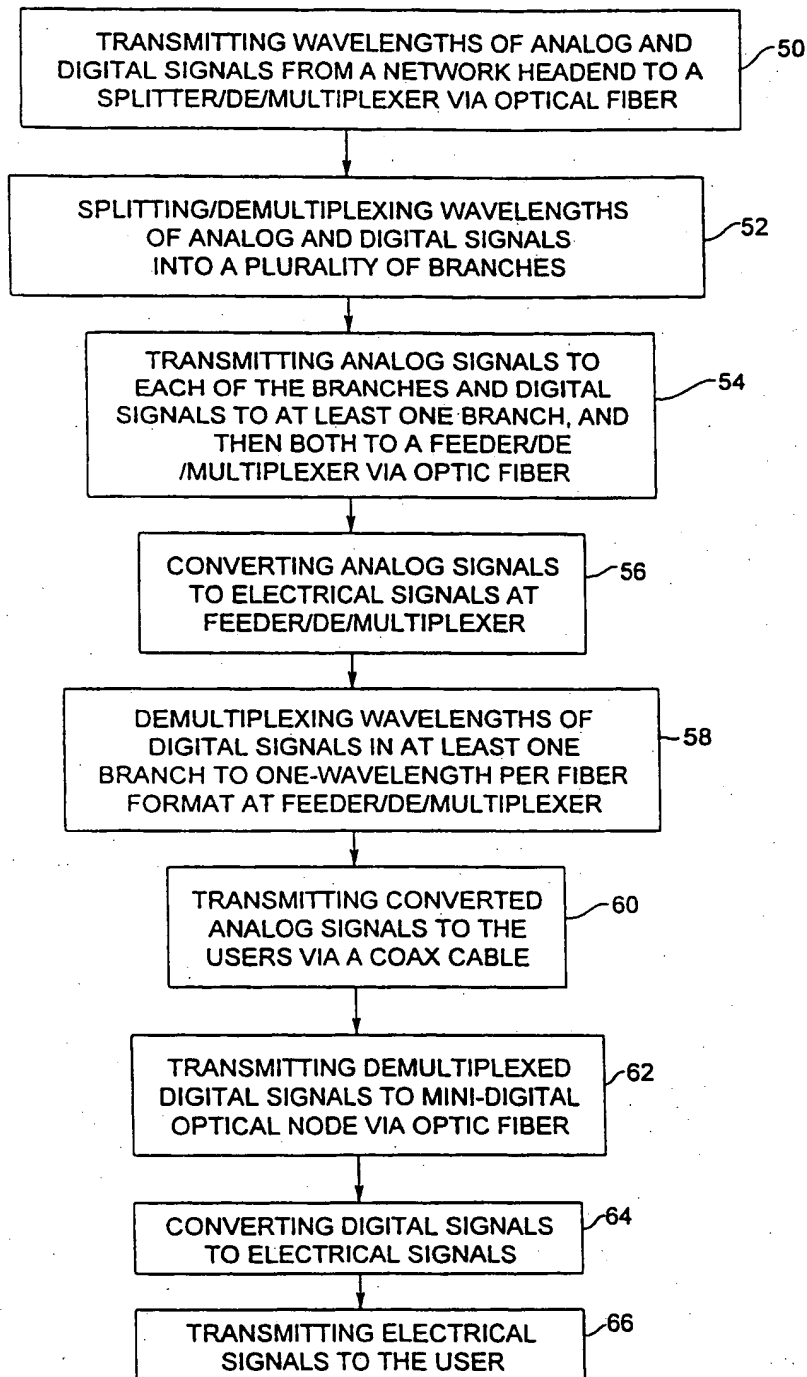 TRANSMITTING WAVELENGTHS OF ANALOG AND
DIGITAL SIGNALS FROM A NETWORK HEADEND TO A
SPLITTER/DE/MULTIPLEXER VIA OPTICAL FIBER
50
SPLITTING/DEMULTIPLEXING WAVELENGTHS
OF ANALOG AND DIGITAL SIGNALS
INTO A PLURALITY OF BRANCHES
52
TRANSMITTING ANALOG SIGNALS TO
EACH OF THE BRANCHES AND DIGITAL
SIGNALS TO AT LEAST ONE BRANCH, AND
THEN BOTH TO A FEEDER/DE
/MULTIPLEXER VIA OPTIC FIBER
54
CONVERTING ANALOG SIGNALS
TO ELECTRICAL SIGNALS AT
FEEDER/DE/MULTIPLEXER
56
DEMULTIPLEXING WAVELENGTHS OF
DIGITAL SIGNALS IN AT LEAST ONE
BRANCH TO ONE-WAVELENGTH PER FIBER
FORMAT AT FEEDER/DE/MULTIPLEXER
58
TRANSMITTING CONVERTED
ANALOG SIGNALS TO THE
USERS VIA A COAX CABLE
60
TRANSMITTING DEMULTIPLEXED
DIGITAL SIGNALS TO MINI-DIGITAL
OPTICAL NODE VIA OPTIC FIBER
62
CONVERTING DIGITAL SIGNALS
TO ELECTRICAL SIGNALS
64
TRANSMITTING ELECTRICAL
SIGNALS TO THE USER
66